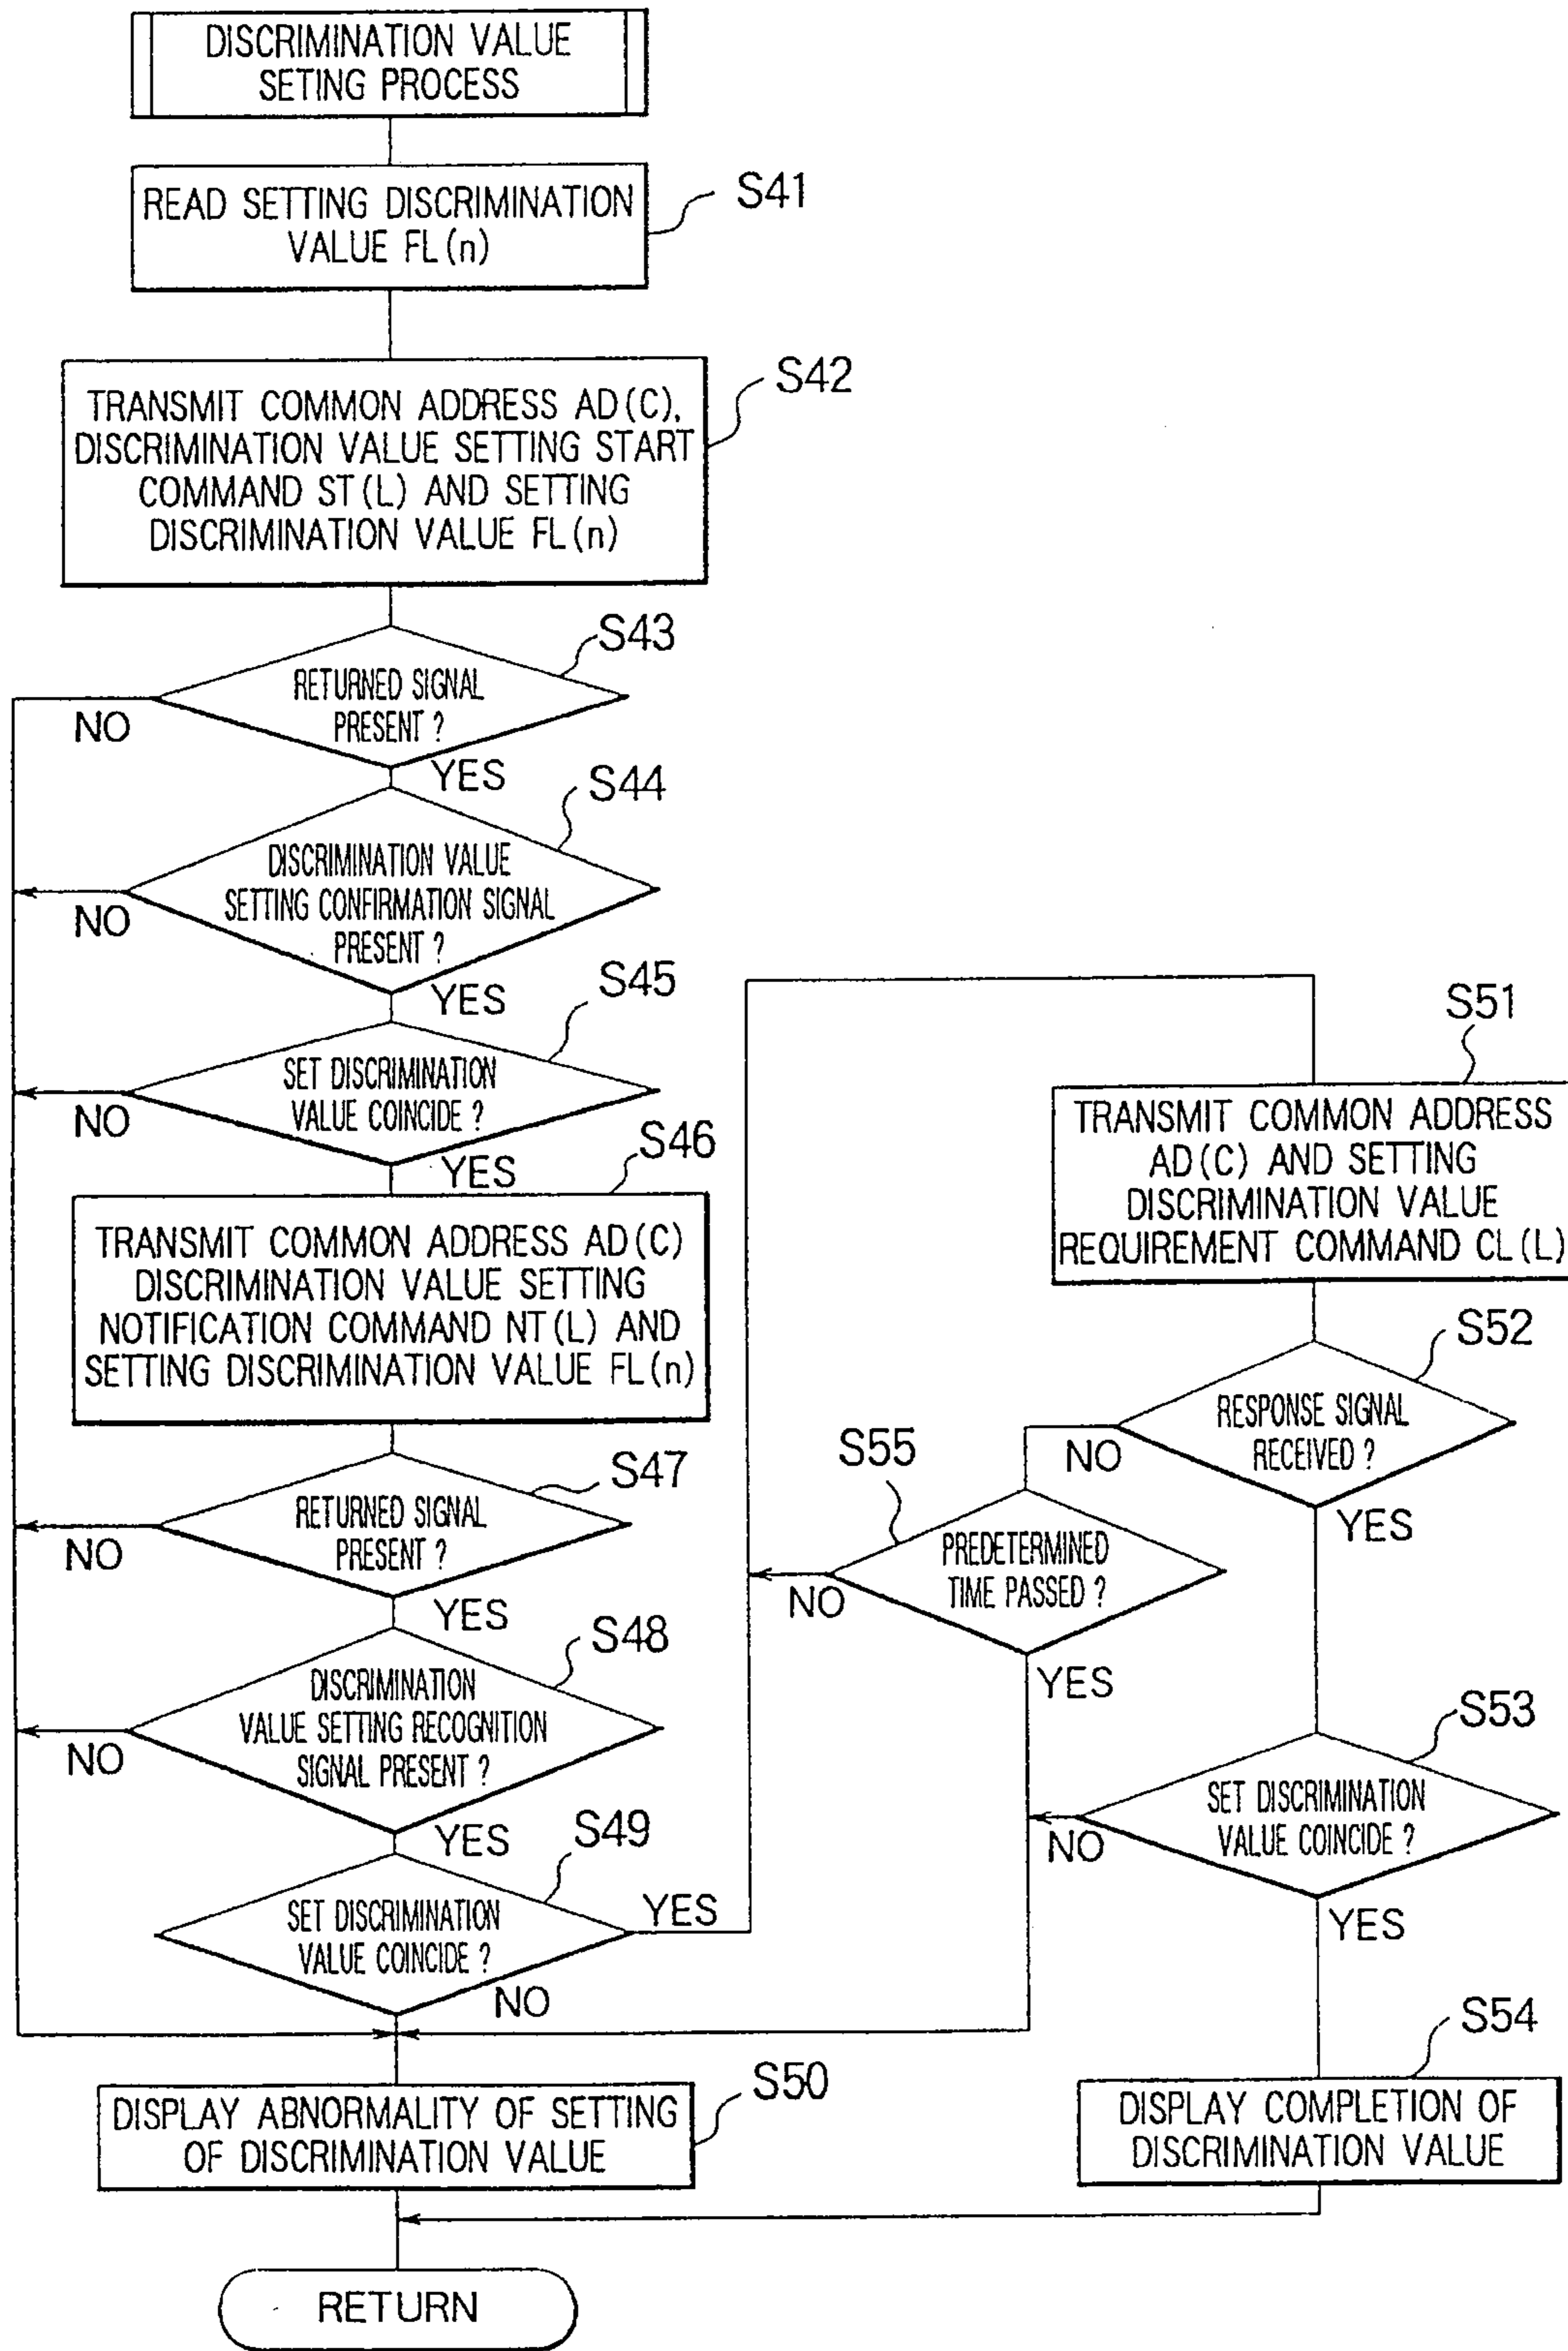 DISCRIMINATION VALUE
SETING PROCESS
READ SETTING DISCRIMINATION
VALUE FL(n)
S41
TRANSMIT COMMON ADDRESS AD(C),
DISCRIMINATION VALUE SETTING START
COMMAND ST(L) AND SETTING
DISCRIMINATION VALUE FL(n)
S42
RETURNED SIGNAL
PRESENT ?
S43
NO
YES
DISCRIMINATION VALUE
SETTING CONFIRMATION SIGNAL
PRESENT ?
S44
NO
YES
SET DISCRIMINATION
VALUE COINCIDE ?
S45
NO
YES
TRANSMIT COMMON ADDRESS AD(C)
DISCRIMINATION VALUE SETTING
NOTIFICATION COMMAND NT(L) AND
SETTING DISCRIMINATION VALUE FL(n)
S46
RETURNED SIGNAL
PRESENT ?
S47
NO
YES
DISCRIMINATION
VALUE SETTING RECOGNITION
SIGNAL PRESENT ?
S48
NO
YES
SET DISCRIMINATION
VALUE COINCIDE ?
S49
YES
NO
DISPLAY ABNORMALITY OF SETTING
OF DISCRIMINATION VALUE
S50
TRANSMIT COMMON ADDRESS
AD(C) AND SETTING
DISCRIMINATION VALUE
REQUIREMENT COMMAND CL(L)
S51
RESPONSE SIGNAL
RECEIVED ?
S52
NO
YES
PREDETERMINED
TIME PASSED ?
S55
NO
YES
SET DISCRIMINATION
VALUE COINCIDE ?
S53
NO
YES
DISPLAY COMPLETION OF
DISCRIMINATION VALUE
S54
RETURN